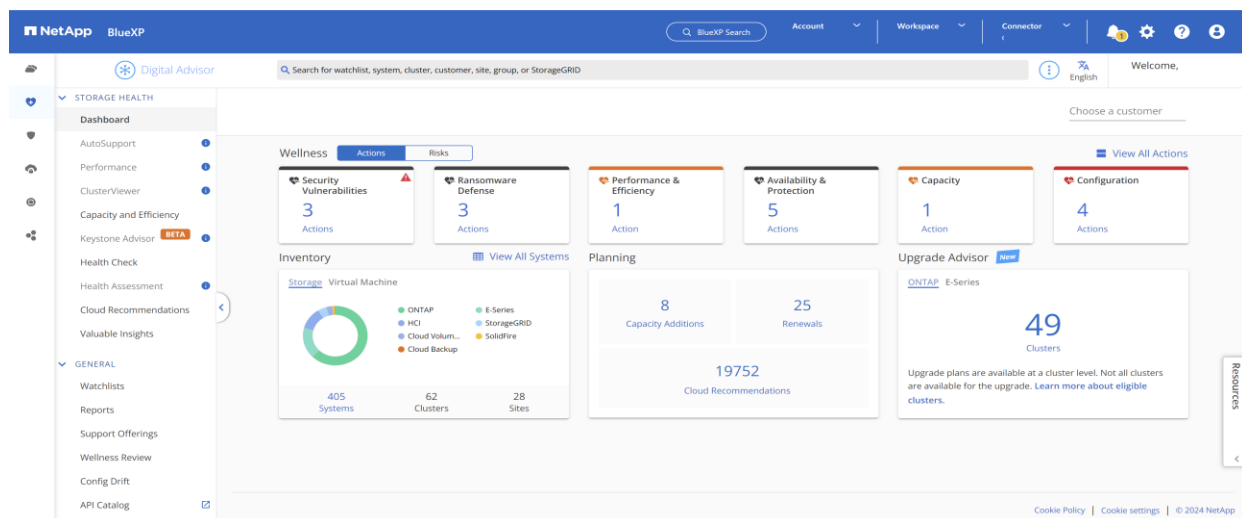 NetApp BlueXP
BlueXP Search
Account
Workspace
Connector
1
Digital Advisor
Search for watchlist, system, cluster, customer, site, group, or StorageGRID
English
Welcome,
STORAGE HEALTH
Dashboard
AutoSupport
Performance
ClusterViewer
Capacity and Efficiency
Keystone Advisor BETA
Health Check
Health Assessment
Cloud Recommendations
Valuable Insights
GENERAL
Watchlists
Reports
Support Offerings
Wellness Review
Config Drift
API Catalog
Choose a customer
Wellness Actions Risks
View All Actions
Security
Vulnerabilities
3
Actions
Ransomware
Defense
3
Actions
Performance &
Efficiency
1
Action
Availability &
Protection
5
Actions
Capacity
1
Action
Configuration
4
Actions
Inventory
View All Systems
Storage Virtual Machine
ONTAP
E-Series
HCI
StorageGRID
Cloud Volum...
SolidFire
Cloud Backup
405
Systems
62
Clusters
28
Sites
Planning
8
Capacity Additions
25
Renewals
19752
Cloud Recommendations
Upgrade Advisor New
ONTAP E-Series
49
Clusters
Upgrade plans are available at a cluster level. Not all clusters
are available for the upgrade. Learn more about eligible
clusters.
Resources
Cookie Policy | Cookie settings | © 2024 NetApp